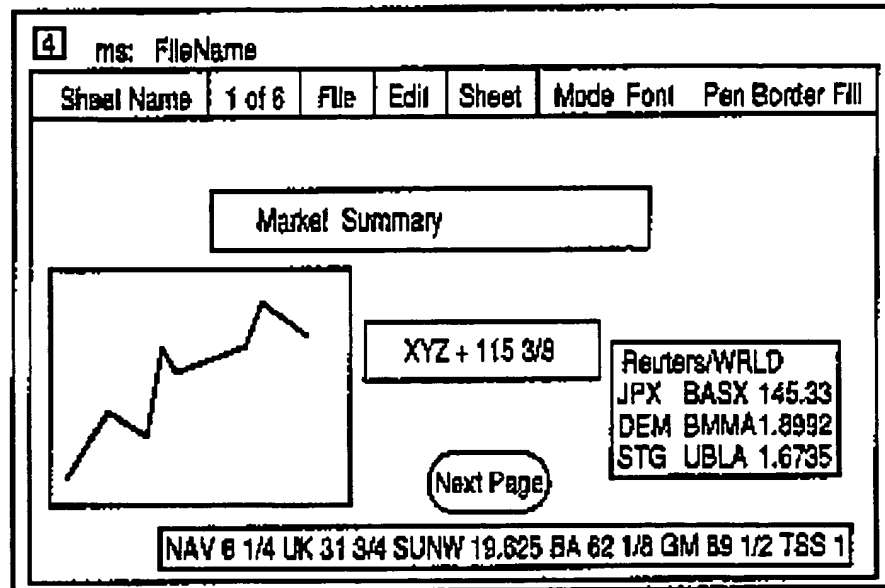 4 ms: FileName
Sheet Name 1 of 6 File Edit Sheet Mode Font Pen Border Fill
Market Summary
XYZ + 115 3/8
Reuters/WRLD
JPX BASX 145.33
DEM BMMA 1.8992
STG UBLA 1.6735
Next Page
NAV 6 1/4 UK 31 3/4 SUNW 19.625 BA 62 1/8 GM 89 1/2 TSS 1